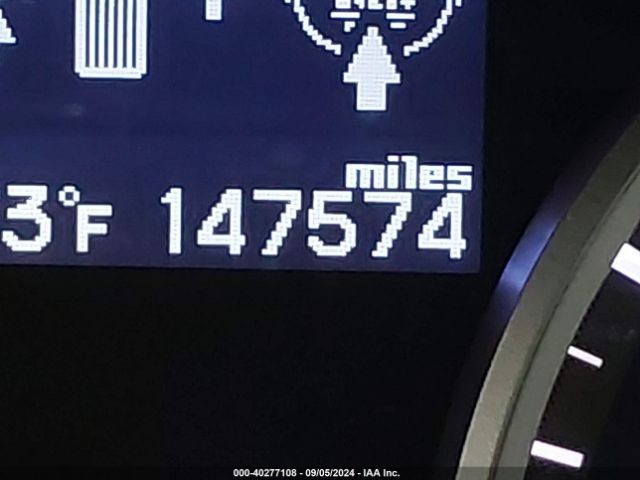 miles
3°F 147574
000-40277108 - 09/05/2024 - IAA Inc.